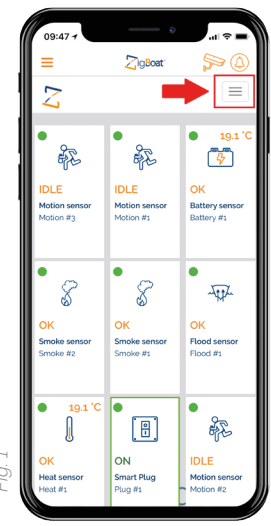 09:47
ZigBoat
19.1 °C
IDLE
Motion sensor
Motion #3
IDLE
Motion sensor
Motion #1
OK
Battery sensor
Battery #1
OK
Smoke sensor
Smoke #2
OK
Smoke sensor
Smoke #1
OK
Flood sensor
Flood #1
19.1 °C
OK
Heat sensor
Heat #1
ON
Smart Plug
Plug #1
IDLE
Motion sensor
Motion #2
Fig. 1